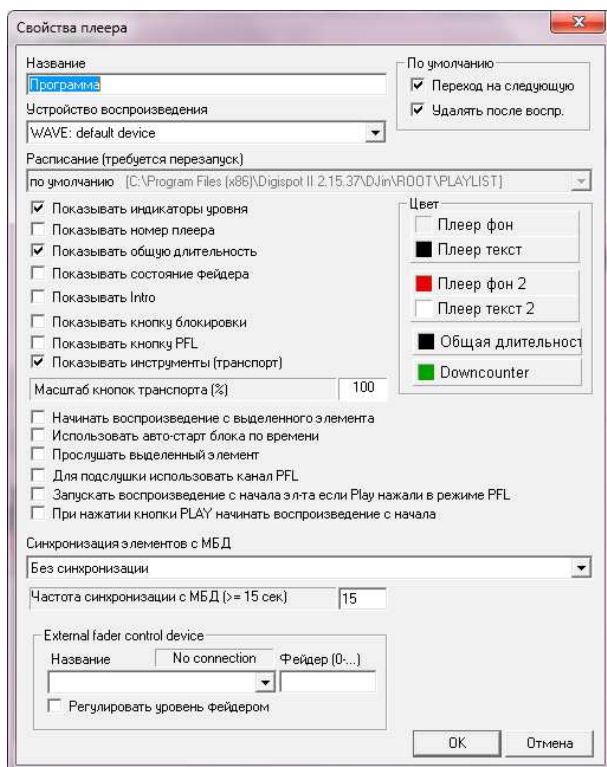 Свойства плеера
Название
По умолчанию
Программа
Переход на следующую
Устройство воспроизведения
Удалять после воспр.
WAVE: default device
Расписание (требуется перезапуск)
по умолчанию [C:\Program Files (x86)\Digispot II 2.15.37\DJin\ROOT\PLAYLIST]
Показывать индикаторы уровня
Показывать номер плеера
Показывать общую длительность
Показывать состояние фейдера
Показывать Intro
Показывать кнопку блокировки
Показывать кнопку PFL
Показывать инструменты (транспорт)
Масштаб кнопок транспорта (%) 100
Цвет
Плеер фон
Плеер текст
Плеер фон 2
Плеер текст 2
Общая длительност
Downcounter
Начинать воспроизведение с выделенного элемента
Использовать авто-старт блока по времени
Прослушать выделенный элемент
Для подслушки использовать канал PFL
Запускать воспроизведение с начала эл-та если Play нажали в режиме PFL
При нажатии кнопки PLAY начинать воспроизведение с начала
Синхронизация элементов с МБД
Без синхронизации
Частота синхронизации с МБД (>= 15 сек) 15
External fader control device
Название No connection Фейдер (0-...)
Регулировать уровень фейдером
OK Отмена